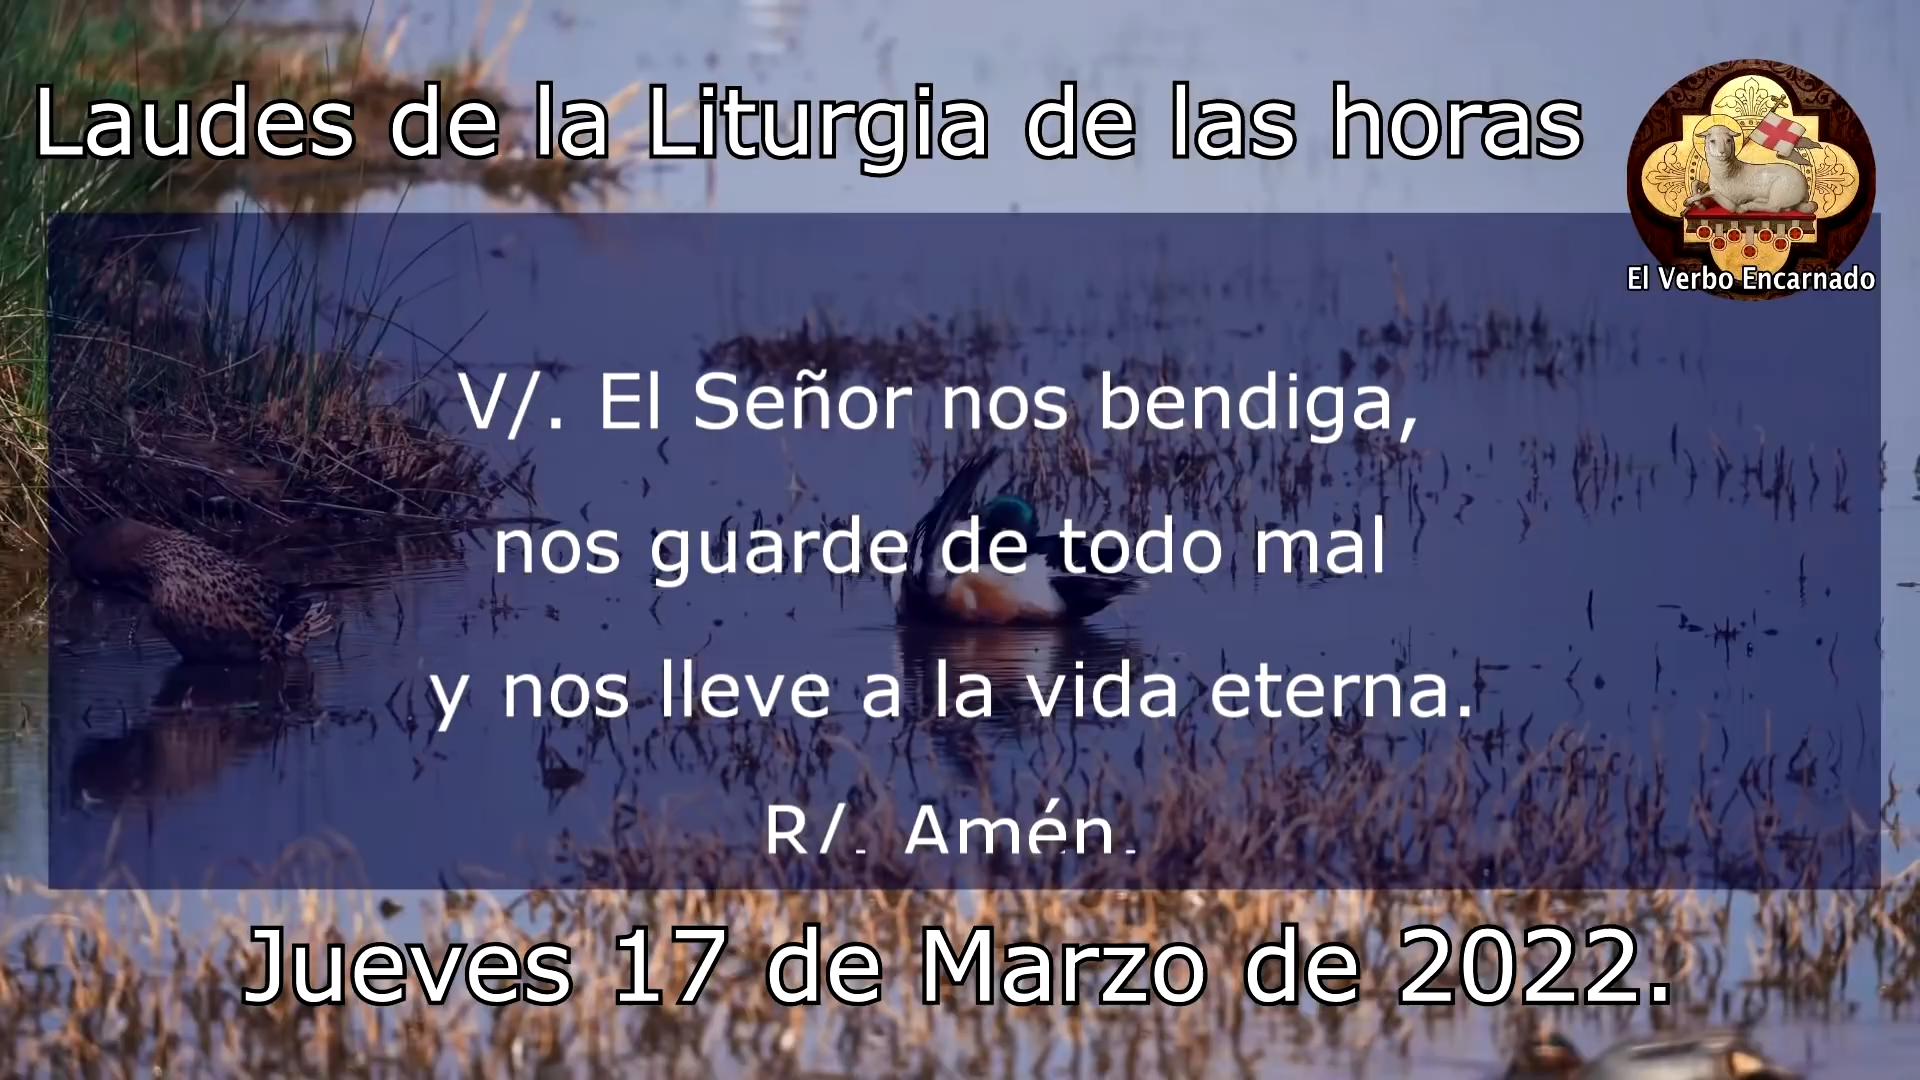 Laudes de la Liturgia de las horas
El Verbo Encarnado
V/. El Señor nos bendiga,
nos guarde de todo mal
y nos lleve a la vida eterna.
R/. Amén.
Jueves 17 de Marzo de 2022.